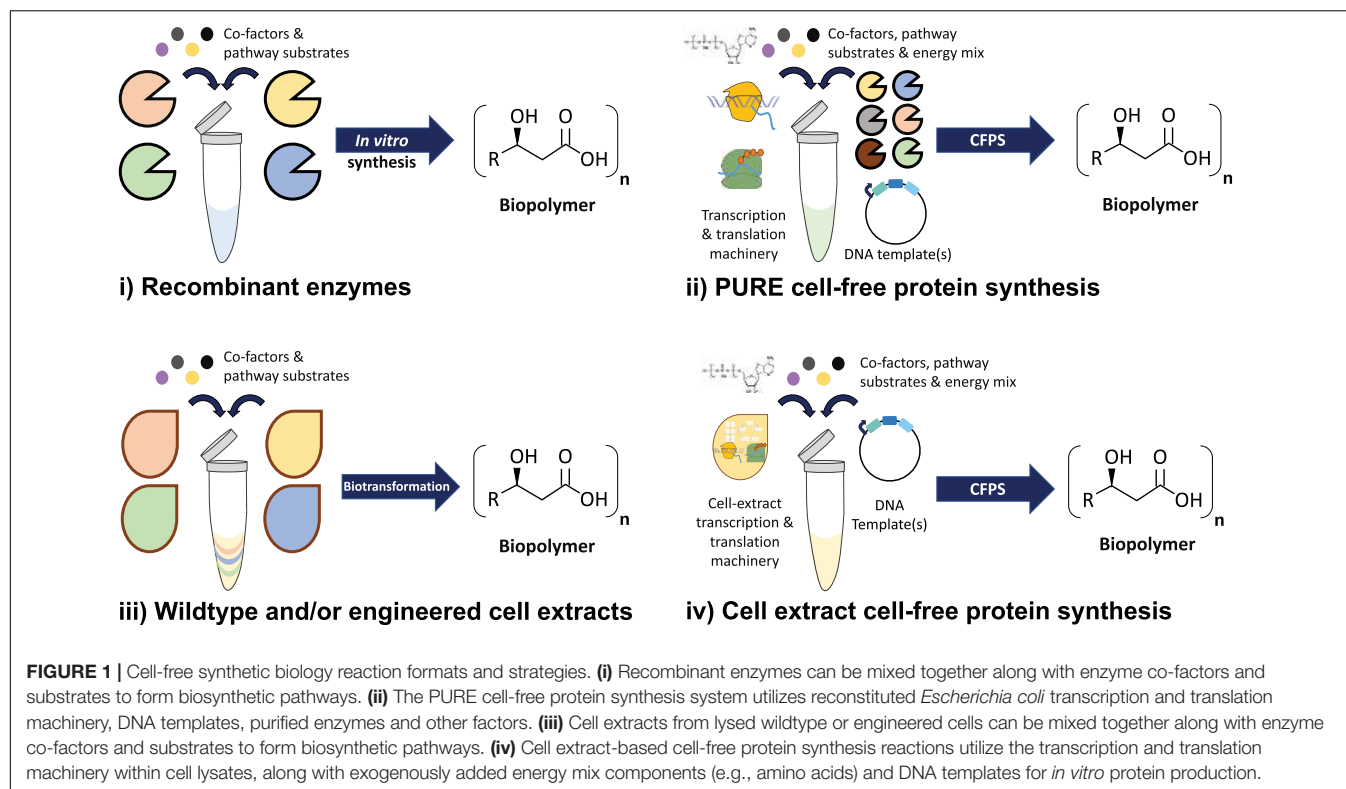 Co-factors &
pathway substrates
In vitro
synthesis
OH
O
R
OH
n
Biopolymer
i) Recombinant enzymes
Co-factors, pathway
substrates & energy mix
Transcription
& translation
machinery
DNA template(s)
CFPS
OH
O
R
OH
n
Biopolymer
ii) PURE cell-free protein synthesis
Co-factors &
pathway substrates
Biotransformation
OH
O
R
OH
n
Biopolymer
iii) Wildtype and/or engineered cell extracts
Co-factors, pathway
substrates & energy mix
Cell-extract
transcription &
translation
machinery
DNA
Template(s)
CFPS
OH
O
R
OH
n
Biopolymer
iv) Cell extract cell-free protein synthesis
FIGURE 1 | Cell-free synthetic biology reaction formats and strategies. (i) Recombinant enzymes can be mixed together along with enzyme co-factors and
substrates to form biosynthetic pathways. (ii) The PURE cell-free protein synthesis system utilizes reconstituted Escherichia coli transcription and translation
machinery, DNA templates, purified enzymes and other factors. (iii) Cell extracts from lysed wildtype or engineered cells can be mixed together along with enzyme
co-factors and substrates to form biosynthetic pathways. (iv) Cell extract-based cell-free protein synthesis reactions utilize the transcription and translation
machinery within cell lysates, along with exogenously added energy mix components (e.g., amino acids) and DNA templates for in vitro protein production.